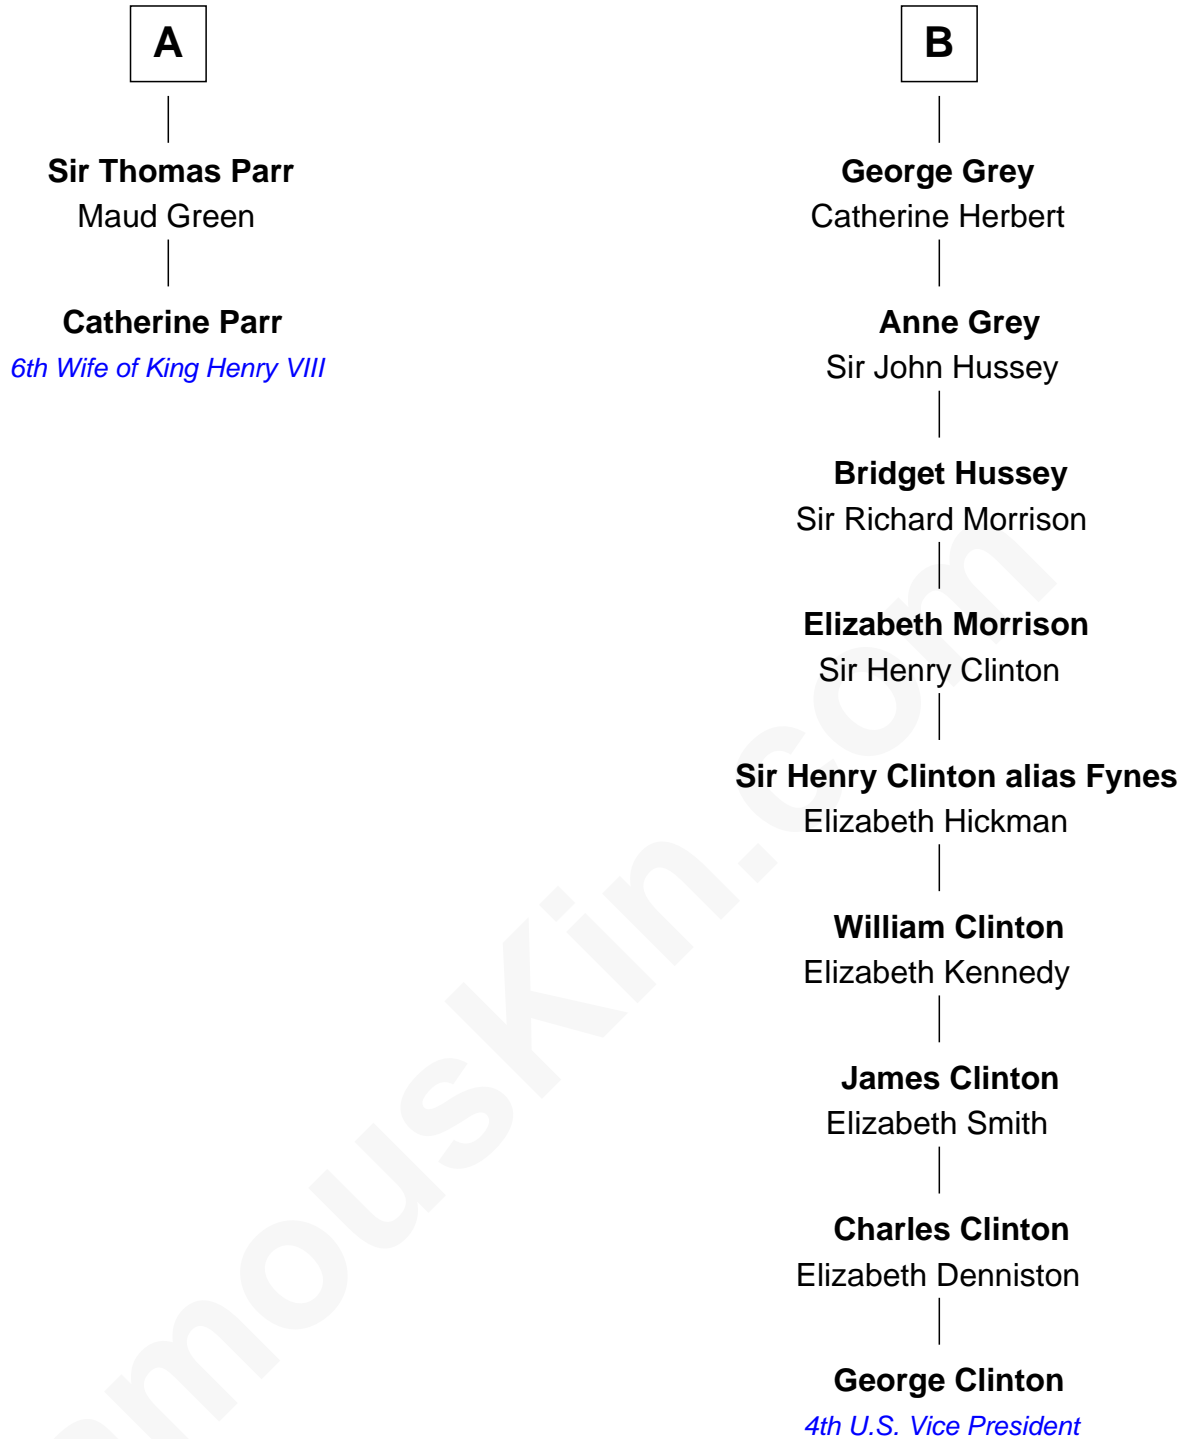 A
Sir Thomas Parr
Maud Green
Catherine Parr
6th Wife of King Henry VIII
B
George Grey
Catherine Herbert
Anne Grey
Sir John Hussey
Bridget Hussey
Sir Richard Morrison
Elizabeth Morrison
Sir Henry Clinton
Sir Henry Clinton alias Fynes
Elizabeth Hickman
William Clinton
Elizabeth Kennedy
James Clinton
Elizabeth Smith
Charles Clinton
Elizabeth Denniston
George Clinton
4th U.S. Vice President
amousKin.com